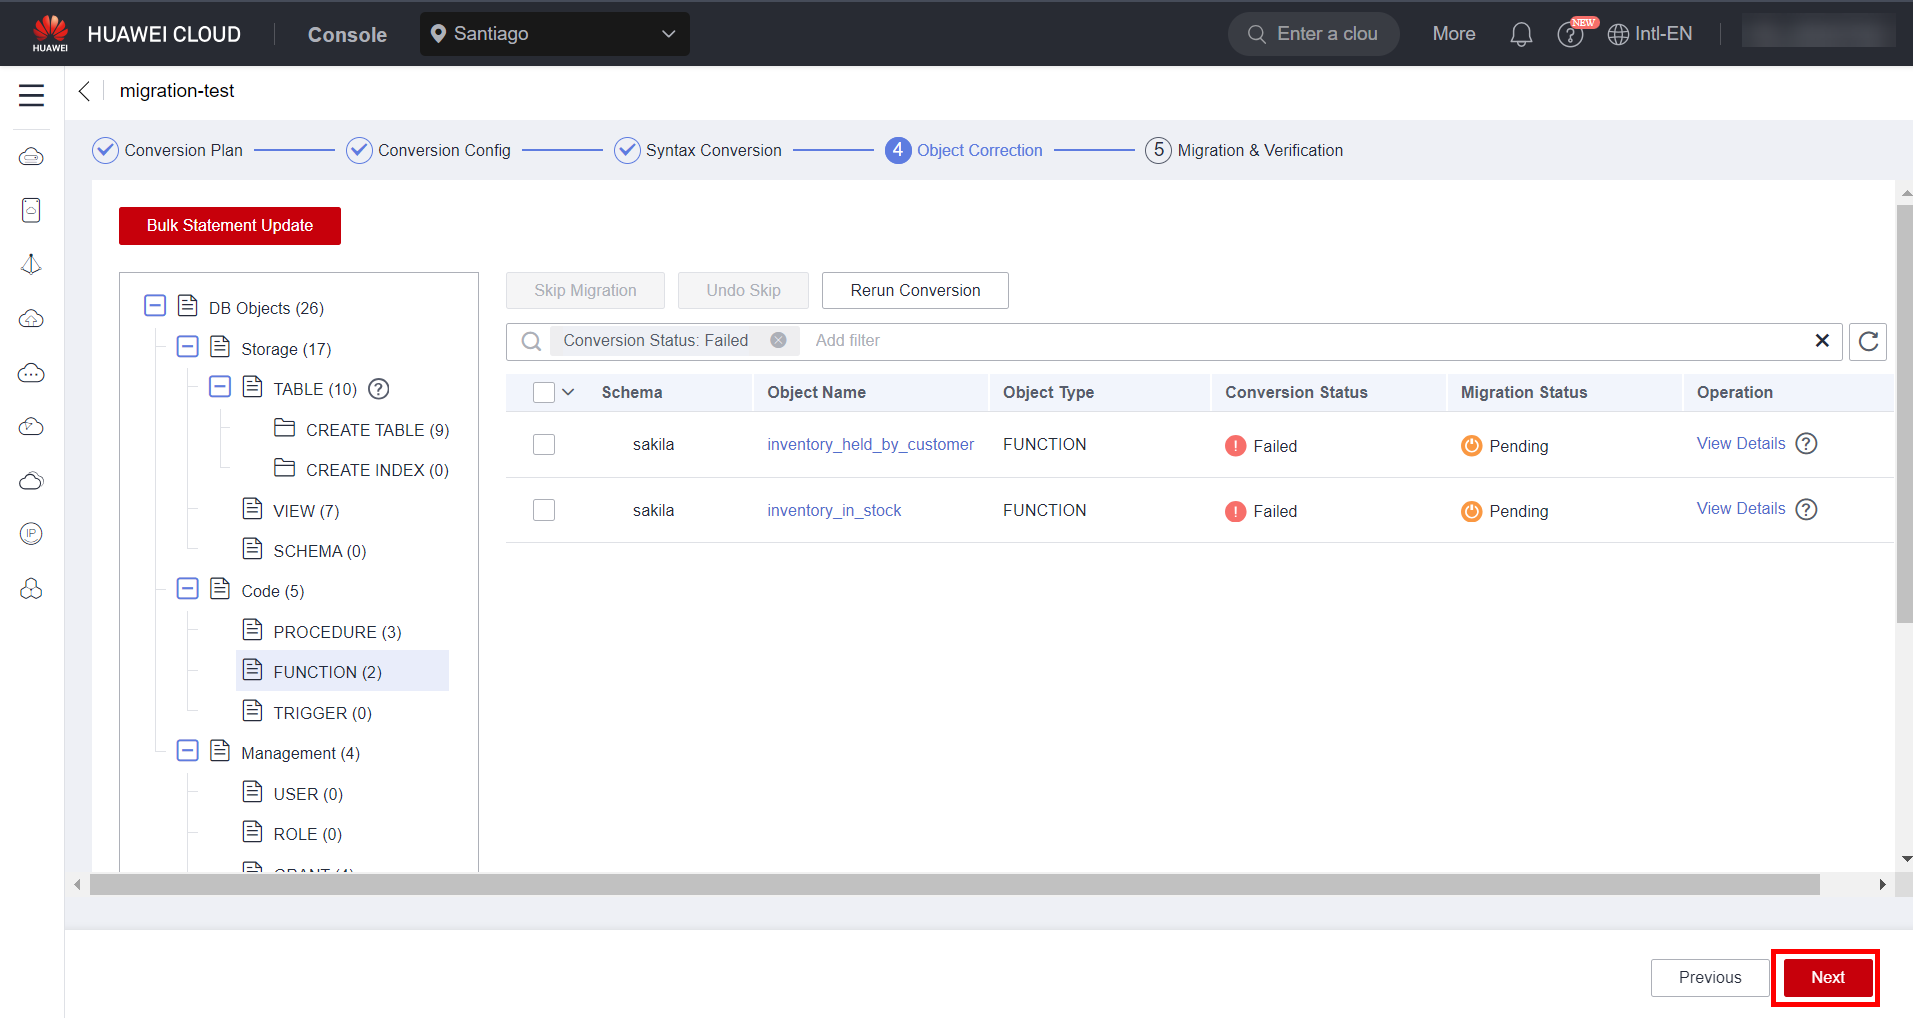 HUAWEI
HUAWEI CLOUD
Console
Santiago
Enter a clou
More
NEW
Intl-EN
migration-test
Conversion Plan
Conversion Config
Syntax Conversion
4 Object Correction
5 Migration & Verification
Bulk Statement Update
DB Objects (26)
Storage (17)
TABLE (10)
CREATE TABLE (9)
CREATE INDEX (0)
VIEW (7)
SCHEMA (0)
Code (5)
PROCEDURE (3)
FUNCTION (2)
TRIGGER (0)
Management (4)
USER (0)
ROLE (0)
GRANT (4)
Skip Migration
Undo Skip
Rerun Conversion
Conversion Status: Failed
Add filter
Schema Object Name Object Type Conversion Status Migration Status Operation
sakila inventory_held_by_customer FUNCTION Failed Pending View Details
sakila inventory_in_stock FUNCTION Failed Pending View Details
IP
Previous
Next